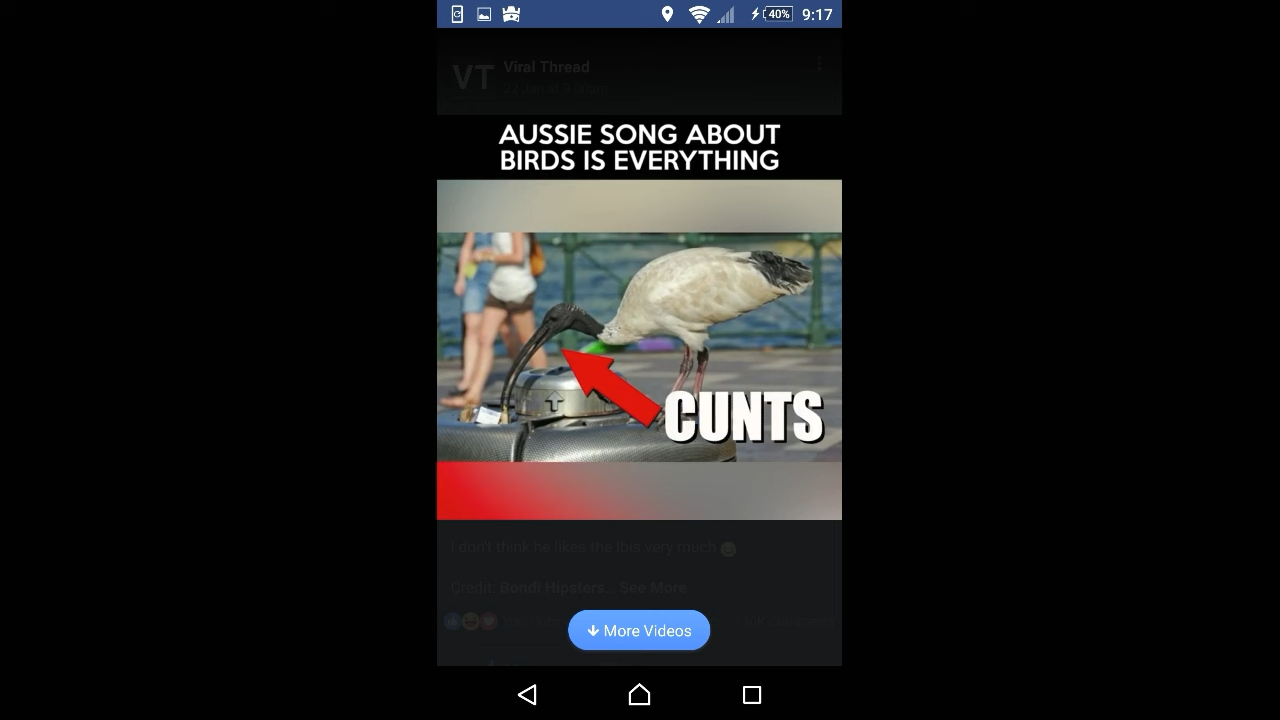 40%
9:17
VT
Viral Thread
AUSSIE SONG ABOUT
BIRDS IS EVERYTHING
CUNTS
I don't think he likes the Ibis very much
Credit: Bondi Hipsters... See More
More Videos